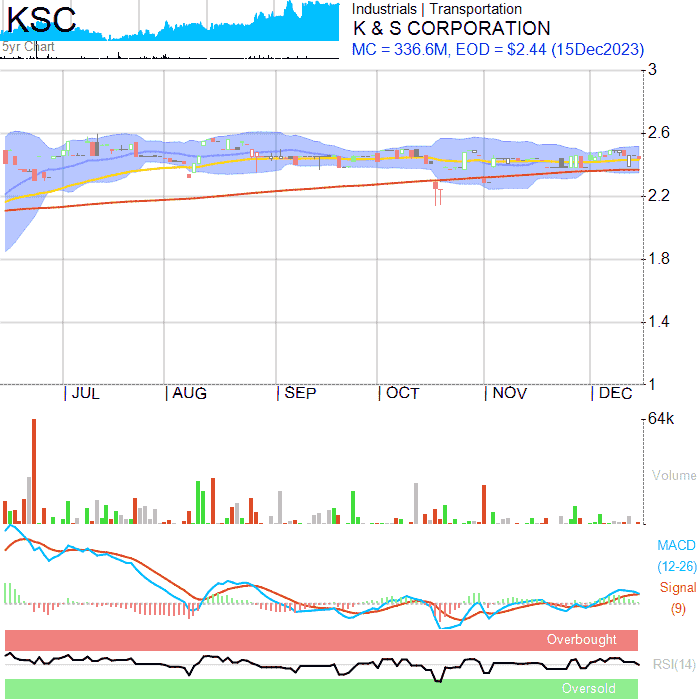 KSC
5yr Chart
Industrials | Transportation
K & S CORPORATION
MC = 336.6M, EOD = $2.44 (15Dec2023)
3
2.6
2.2
1.8
1.4
1
| JUL | AUG | SEP | OCT | NOV | DEC
64k
Volume
MACD
(12-26)
Signal
(9)
Overbought
RSI(14)
Oversold